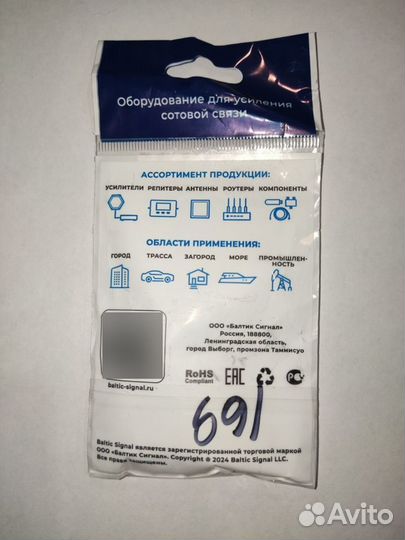 Оборудование для усиления
сотовой связи
АССОРТИМЕНТ ПРОДУКЦИИ:
УСИЛИТЕЛИ РЕПИТЕРЫ АНТЕННЫ РОУТЕРЫ КОМПОНЕНТЫ
ОБЛАСТИ ПРИМЕНЕНИЯ:
ГОРОД ТРАССА ЗАГОРОД МОРЕ ПРОМЫШЛЕН-
НОСТЬ
ООО «Балтик Сигнал»
Россия, 188800,
Ленинградская область,
город Выборг, промзона Таммисуо
baltic-signal.ru
RoHS
Compliant
EAC
691
Baltic Signal является зарегистрированной торговой маркой
ООО «Балтик Сигнал». Copyright © 2024 Baltic Signal LLC.
Все права защищены.
Avito